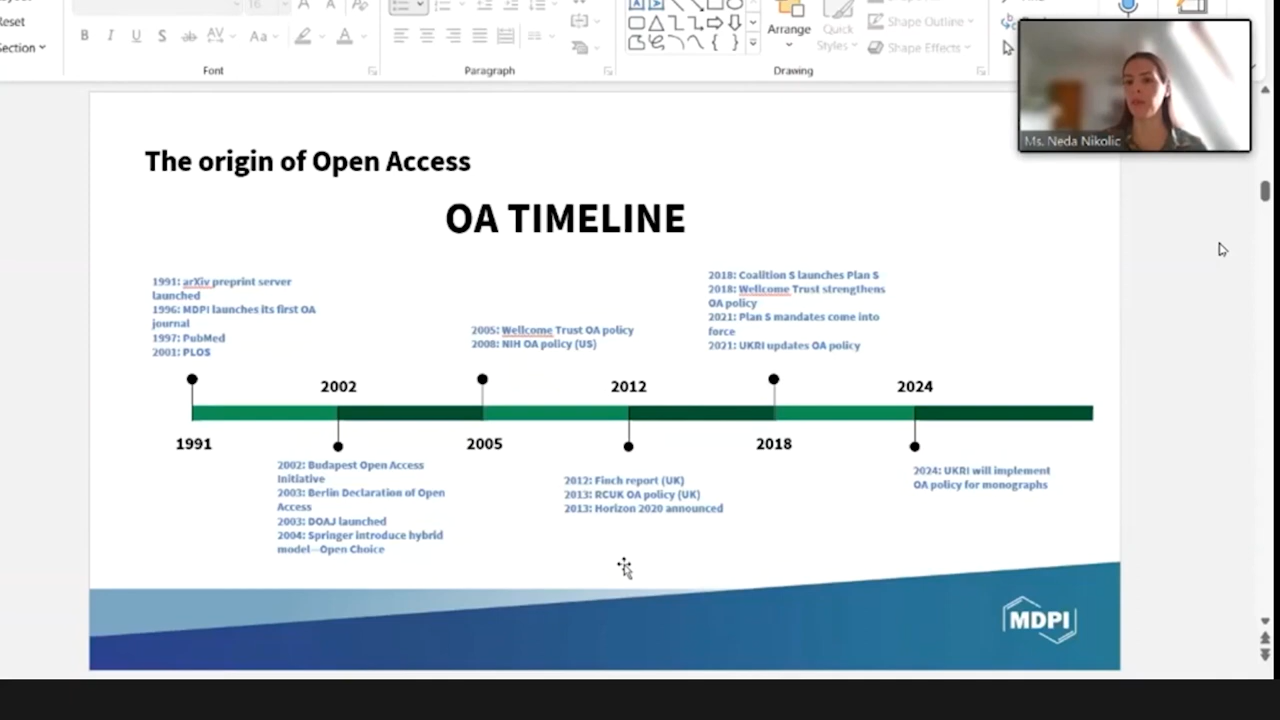 16
Reset
Section
B I U S ab AV Aa A
Font
Paragraph
Arrange
Quick
Styles
Shape Outline
Shape Effects
Drawing
Ms. Neda Nikolic
The origin of Open Access
OA TIMELINE
1991: arXiv preprint server
launched
1996: MDPI launches its first OA
journal
1997: PubMed
2001: PLOS
2005: Wellcome Trust OA policy
2008: NIH OA policy (US)
2018: Coalition S launches Plan S
2018: Wellcome Trust strengthens
OA policy
2021: Plan S mandates come into
force
2021: UKRI updates OA policy
2002
2012
2024
1991
2005
2018
2002: Budapest Open Access
Initiative
2003: Berlin Declaration of Open
Access
2003: DOAJ launched
2004: Springer introduce hybrid
model—Open Choice
2012: Finch report (UK)
2013: RCUK OA policy (UK)
2013: Horizon 2020 announced
2024: UKRI will implement
OA policy for monographs
MDPI